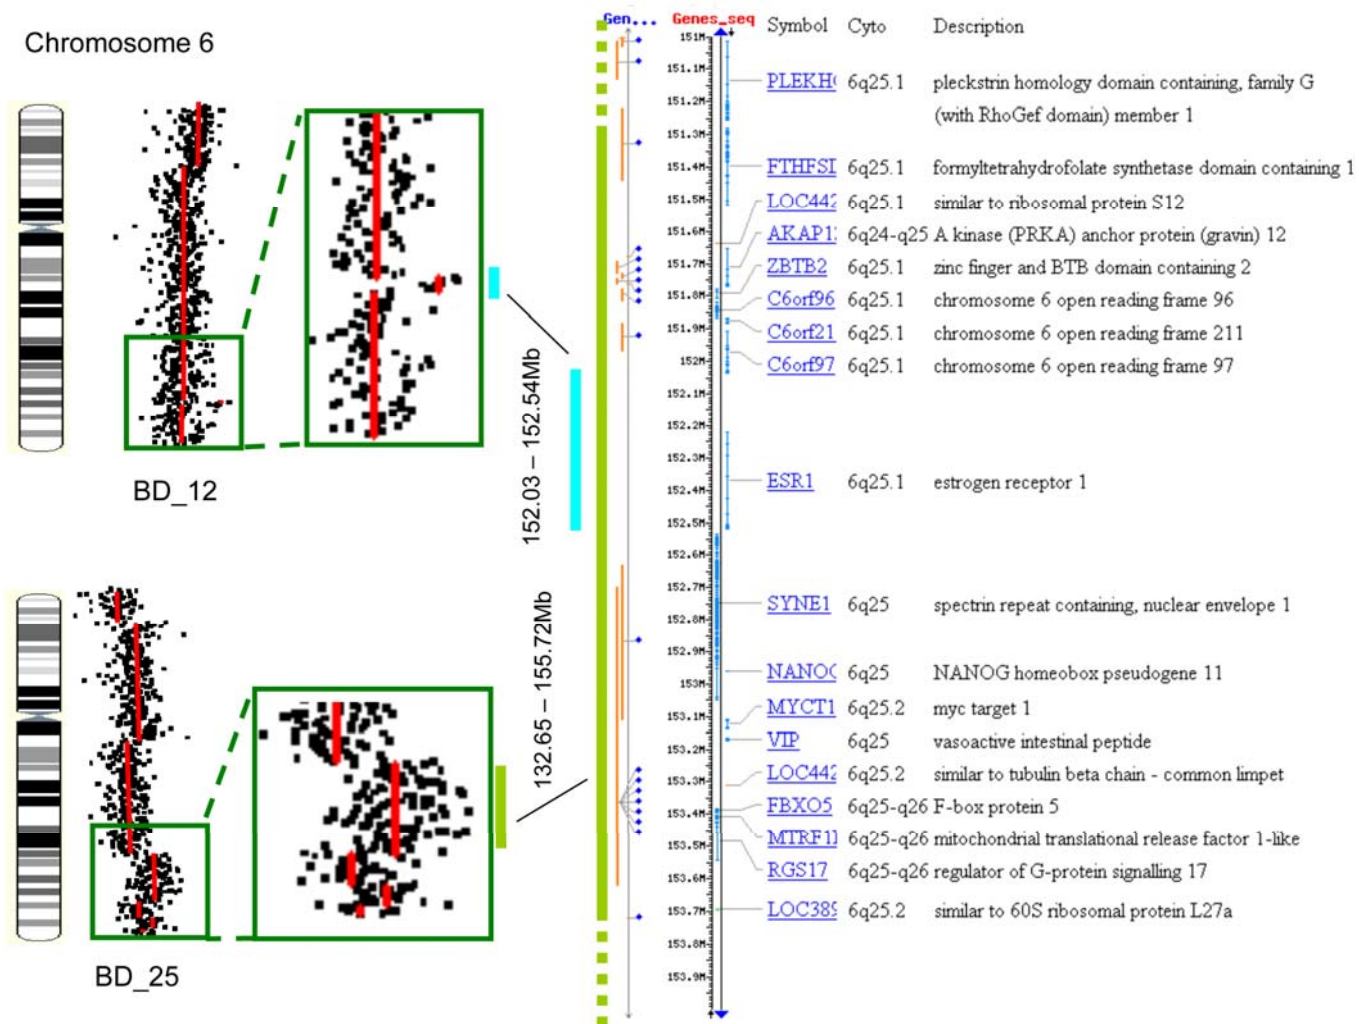 Chromosome 6
BD_12
BD_25
152.03 – 152.54Mb
132.65 – 155.72Mb
Gen...
Genes_seq
151M
151.1M
151.2M
151.3M
151.4M
151.5M
151.6M
151.7M
151.8M
151.9M
152M
152.1M
152.2M
152.3M
152.4M
152.5M
152.6M
152.7M
152.8M
152.9M
153M
153.1M
153.2M
153.3M
153.4M
153.5M
153.6M
153.7M
153.8M
153.9M
Symbol Cyto Description
PLEKH 6q25.1 pleckstrin homology domain containing, family G
(with RhoGef domain) member 1
FTHFSI 6q25.1 formyltetrahydrofolate synthetase domain containing 1
LOC442 6q25.1 similar to ribosomal protein S12
AKAP1 6q24-q25 A kinase (PRKA) anchor protein (gravin) 12
ZBTB2 6q25.1 zinc finger and BTB domain containing 2
C6orf96 6q25.1 chromosome 6 open reading frame 96
C6orf21 6q25.1 chromosome 6 open reading frame 211
C6orf97 6q25.1 chromosome 6 open reading frame 97
ESR1 6q25.1 estrogen receptor 1
SYNE1 6q25 spectrin repeat containing, nuclear envelope 1
NANO 6q25 NANOG homeobox pseudogene 11
MYCT1 6q25.2 myc target 1
VIP 6q25 vasoactive intestinal peptide
LOC442 6q25.2 similar to tubulin beta chain - common limpet
FBXO5 6q25-q26 F-box protein 5
MTRF1 6q25-q26 mitochondrial translational release factor 1-like
RGS17 6q25-q26 regulator of G-protein signalling 17
LOC389 6q25.2 similar to 60S ribosomal protein L27a